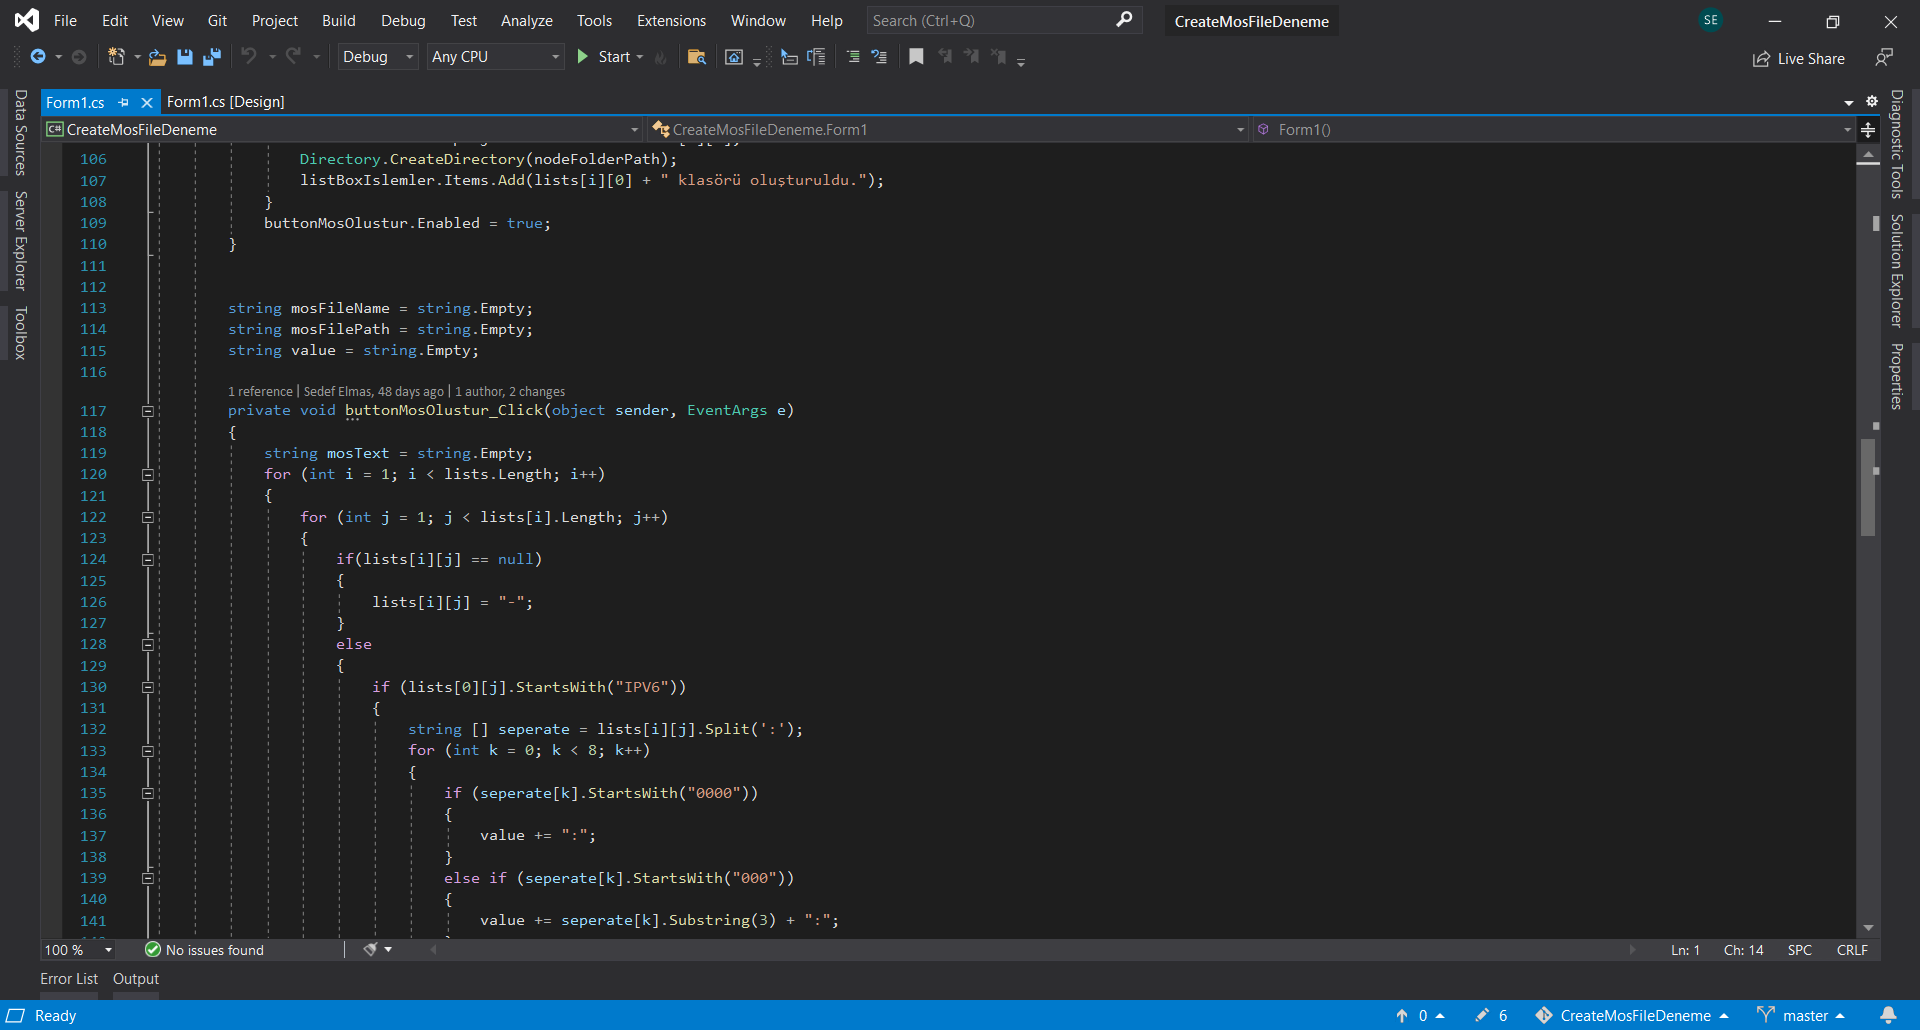 File Edit View Git Project Build Debug Test Analyze Tools Extensions Window Help Search (Ctrl+Q) CreateMosFileDeneme SE
Debug Any CPU Start Live Share
Form1.cs Form1.cs [Design]
C# CreateMosFileDeneme CreateMosFileDeneme.Form1 Form1()
Data Sources
Server Explorer
Toolbox
106 Directory.CreateDirectory(nodeFolderPath);
107 listBoxIslemler.Items.Add(lists[i][0] + " klasörü oluşturuldu.");
108 }
109 buttonMosOlustur.Enabled = true;
110 }
111
112
113 string mosFileName = string.Empty;
114 string mosFilePath = string.Empty;
115 string value = string.Empty;
116
1 reference | Sedef Elmas, 48 days ago | 1 author, 2 changes
117 private void buttonMosOlustur_Click(object sender, EventArgs e)
118 {
119 string mosText = string.Empty;
120 for (int i = 1; i < lists.Length; i++)
121 {
122 for (int j = 1; j < lists[i].Length; j++)
123 {
124 if(lists[i][j] == null)
125 {
126 lists[i][j] = "-";
127 }
128 else
129 {
130 if (lists[0][j].StartsWith("IPV6"))
131 {
132 string [] seperate = lists[i][j].Split(':');
133 for (int k = 0; k < 8; k++)
134 {
135 if (seperate[k].StartsWith("0000"))
136 {
137 value += ":";
138 }
139 else if (seperate[k].StartsWith("000"))
140 {
141 value += seperate[k].Substring(3) + ":";
Diagnostic Tools
Solution Explorer
Properties
100 % No issues found Ln: 1 Ch: 14 SPC CRLF
Error List Output
Ready 0 6 CreateMosFileDeneme master